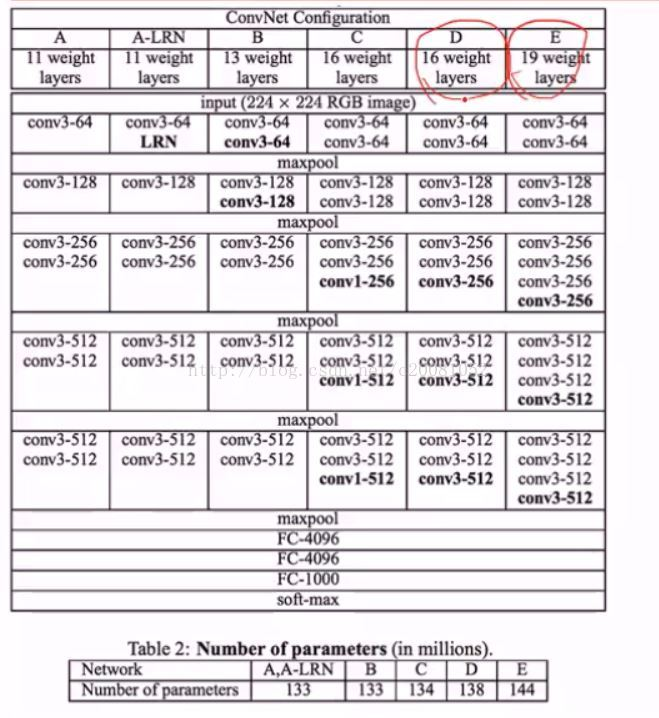 ConvNet Configuration
A A-LRN B C D E
11 weight 11 weight 13 weight 16 weight 16 weight 19 weight
layers layers layers layers layers layers
input (224 × 224 RGB image)
conv3-64 conv3-64 conv3-64 conv3-64 conv3-64 conv3-64
LRN conv3-64 conv3-64 conv3-64 conv3-64
maxpool
conv3-128 conv3-128 conv3-128 conv3-128 conv3-128 conv3-128
conv3-128 conv3-128 conv3-128 conv3-128
maxpool
conv3-256 conv3-256 conv3-256 conv3-256 conv3-256 conv3-256
conv3-256 conv3-256 conv3-256 conv3-256 conv3-256 conv3-256
conv1-256 conv3-256 conv3-256
conv3-256
maxpool
conv3-512 conv3-512 conv3-512 conv3-512 conv3-512 conv3-512
conv3-512 conv3-512 conv3-512 conv3-512 conv3-512 conv3-512
conv1-512 conv3-512 conv3-512
conv3-512
maxpool
conv3-512 conv3-512 conv3-512 conv3-512 conv3-512 conv3-512
conv3-512 conv3-512 conv3-512 conv3-512 conv3-512 conv3-512
conv1-512 conv3-512 conv3-512
conv3-512
maxpool
FC-4096
FC-4096
FC-1000
soft-max
Table 2: Number of parameters (in millions).
Network A,A-LRN B C D E
Number of parameters 133 133 134 138 144